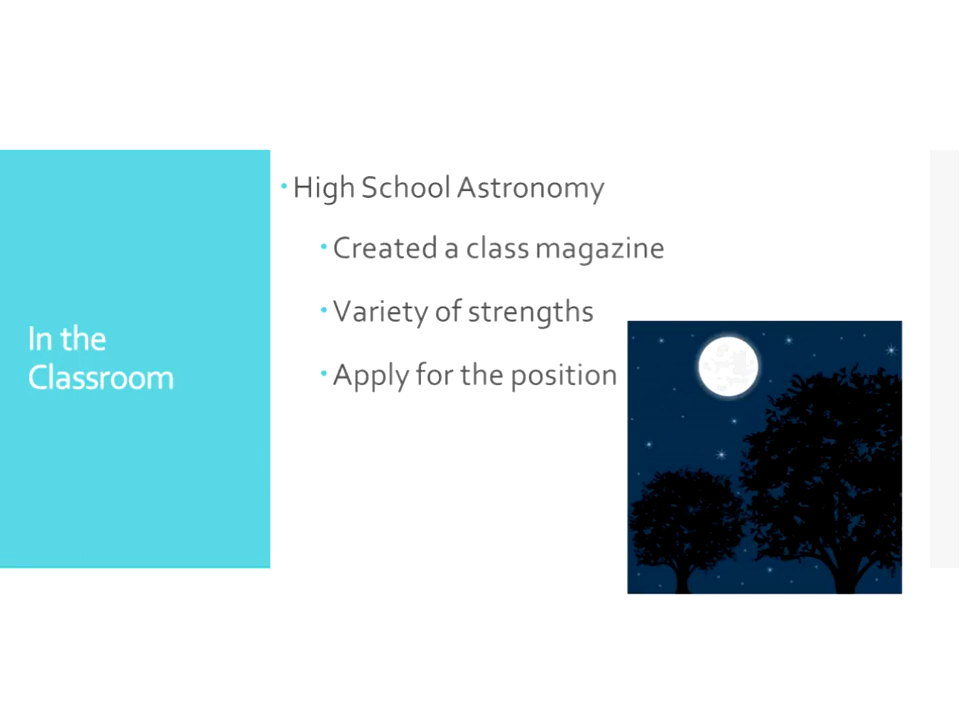 In the
Classroom
High School Astronomy
Created a class magazine
Variety of strengths
Apply for the position